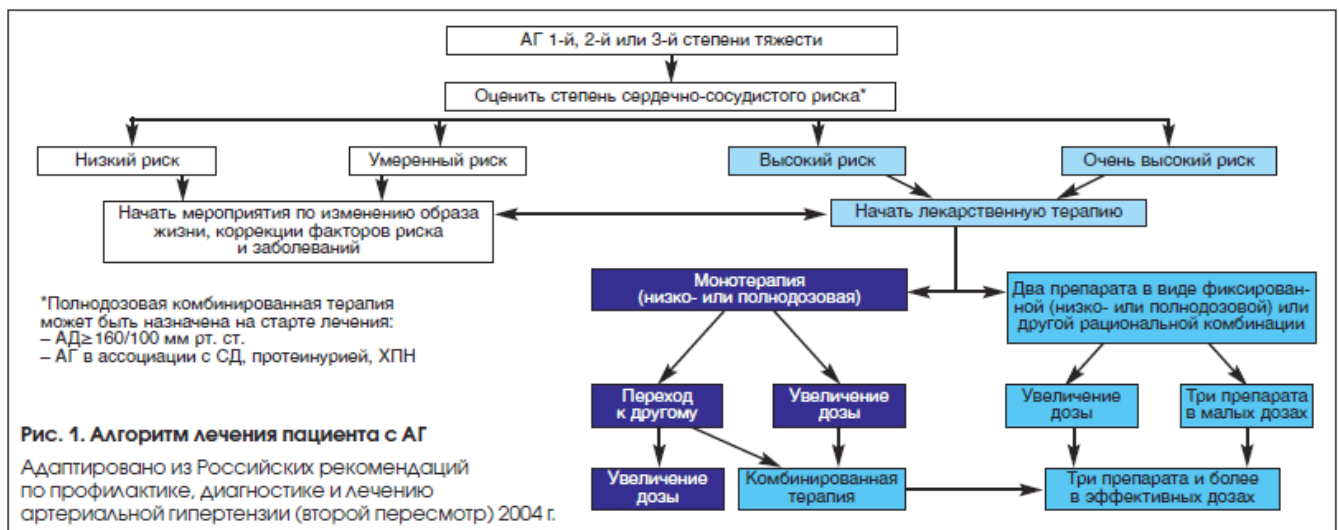 АГ 1-й, 2-й или 3-й степени тяжести
Оценить степень сердечно-сосудистого риска*
Низкий риск
Умеренный риск
Высокий риск
Очень высокий риск
Начать мероприятия по изменению образа
жизни, коррекции факторов риска
и заболеваний
Начать лекарственную терапию
Монотерапия
(низко- или полнодозовая)
Два препарата в виде фиксирован-
ной (низко- или полнодозовой) или
другой рациональной комбинации
*Полнодозовая комбинированная терапия
может быть назначена на старте лечения:
– АД≥160/100 мм рт. ст.
– АГ в ассоциации с СД, протеинурией, ХПН
Переход
к другому
Увеличение
дозы
Увеличение
дозы
Три препарата
в малых дозах
Увеличение
дозы
Комбинированная
терапия
Три препарата и более
в эффективных дозах
Рис. 1. Алгоритм лечения пациента с АГ
Адаптировано из Российских рекомендаций
по профилактике, диагностике и лечению
артериальной гипертензии (второй пересмотр) 2004 г.